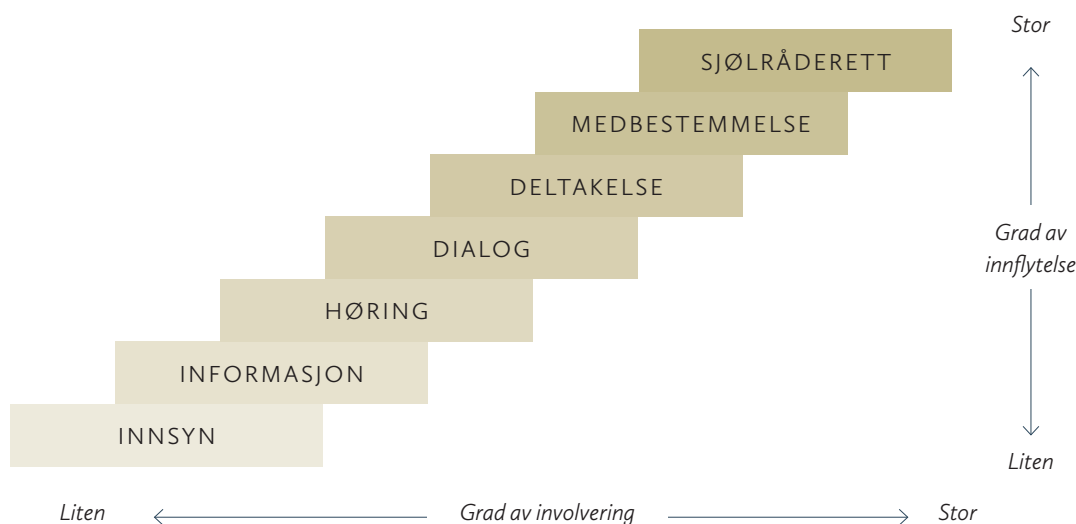 Stor
SJØLRÅDERETT
MEDBESTEMMELSE
DELTAKELSE
Grad av
innflytelse
DIALOG
HØRING
INFORMASJON
INNSYN
Liten
Liten
Grad av involvering
Stor